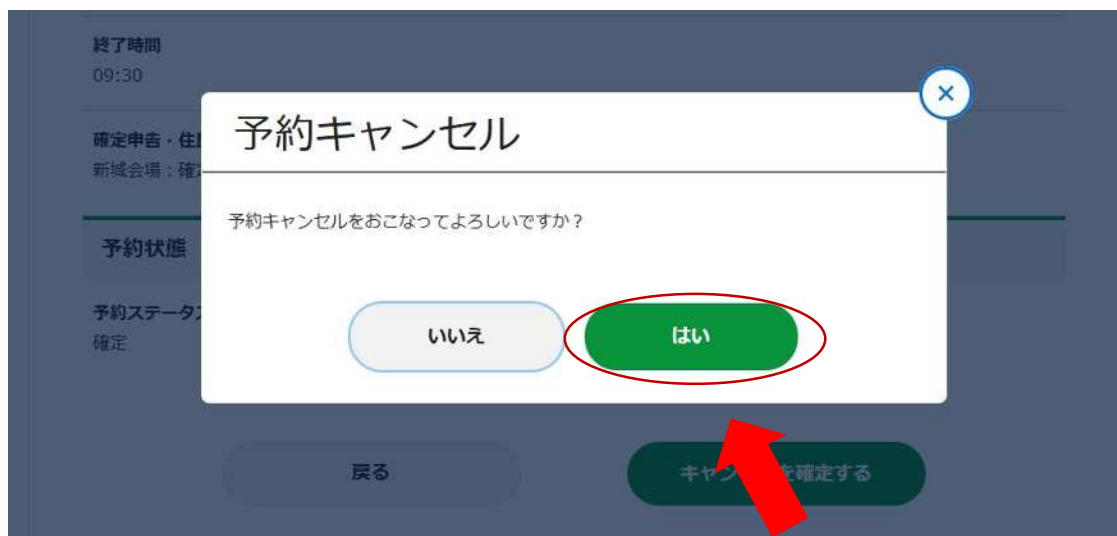 終了時間
09:30
予約キャンセル
確定申告・住
新城会場：確
予約キャンセルをおこなってよろしいですか？
予約状態
予約ステータ
確定
いいえ
はい
戻る
キャン を確定する